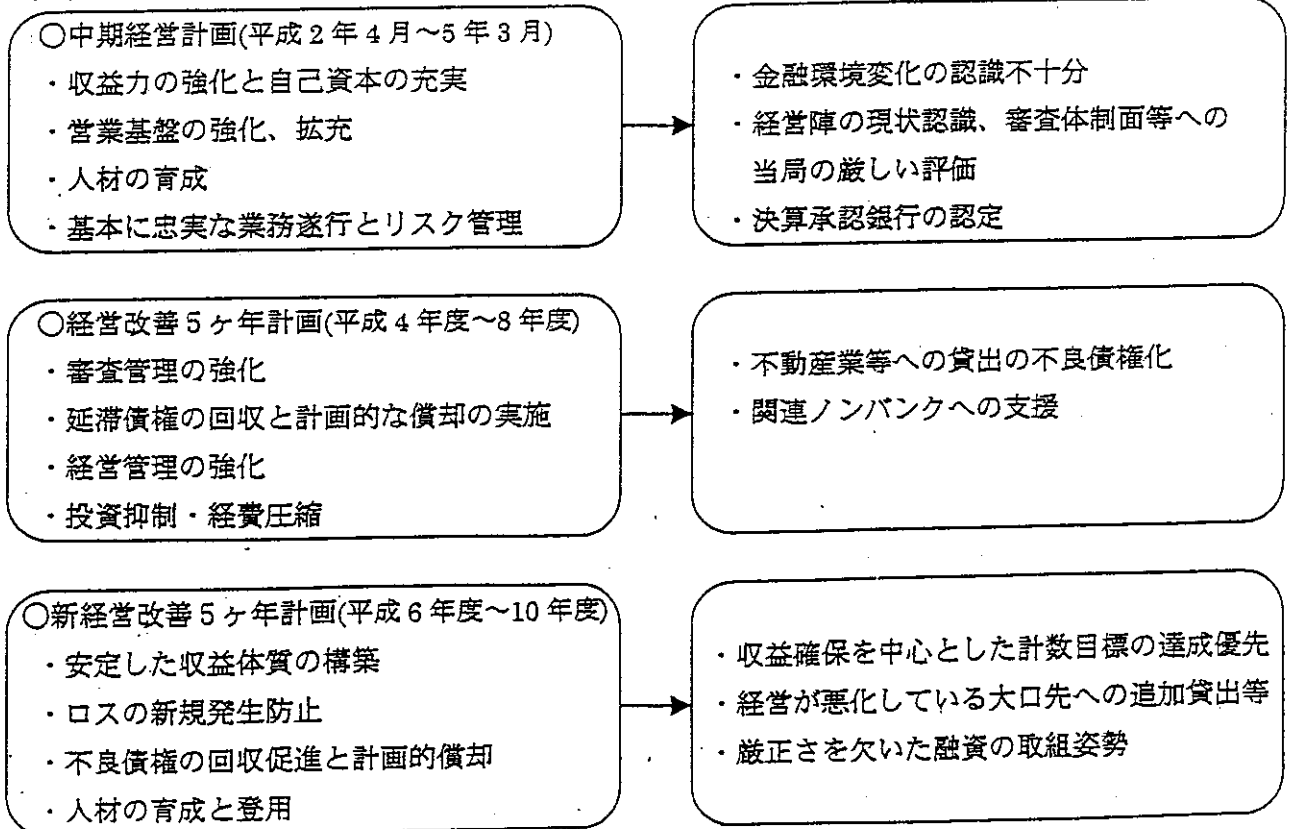 ○中期経営計画(平成2年4月～5年3月)
・収益力の強化と自己資本の充実
・営業基盤の強化、拡充
・人材の育成
・基本に忠実な業務遂行とリスク管理
・金融環境変化の認識不十分
・経営陣の現状認識、審査体制面等への
当局の厳しい評価
・決算承認銀行の認定
○経営改善5ヶ年計画(平成4年度～8年度)
・審査管理の強化
・延滞債権の回収と計画的な償却の実施
・経営管理の強化
・投資抑制・経費圧縮
・不動産業等への貸出の不良債権化
・関連ノンバンクへの支援
○新経営改善5ヶ年計画(平成6年度～10年度)
・安定した収益体質の構築
・ロスの新規発生防止
・不良債権の回収促進と計画的償却
・人材の育成と登用
・収益確保を中心とした計数目標の達成優先
・経営が悪化している大口先への追加貸出等
・厳正さを欠いた融資の取組姿勢